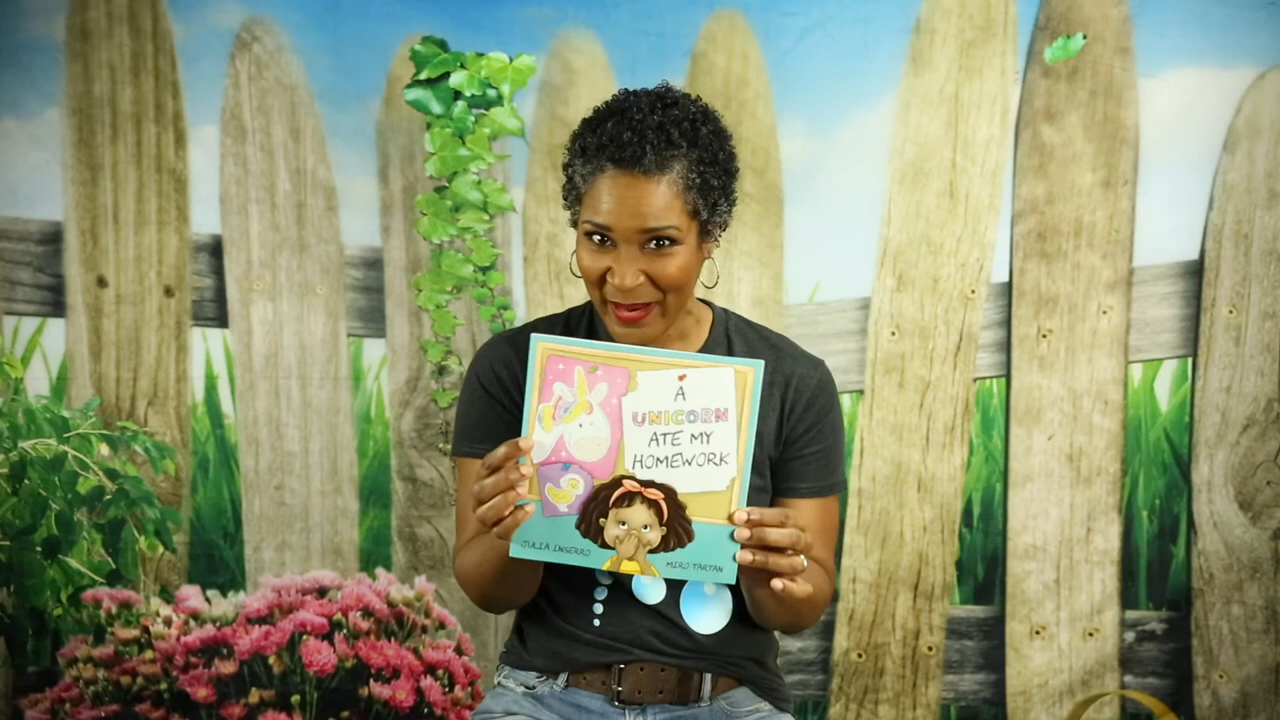 A
UNICORN
ATE MY
HOMEWORK
JULIA INSERRO
MIRO TARTAN